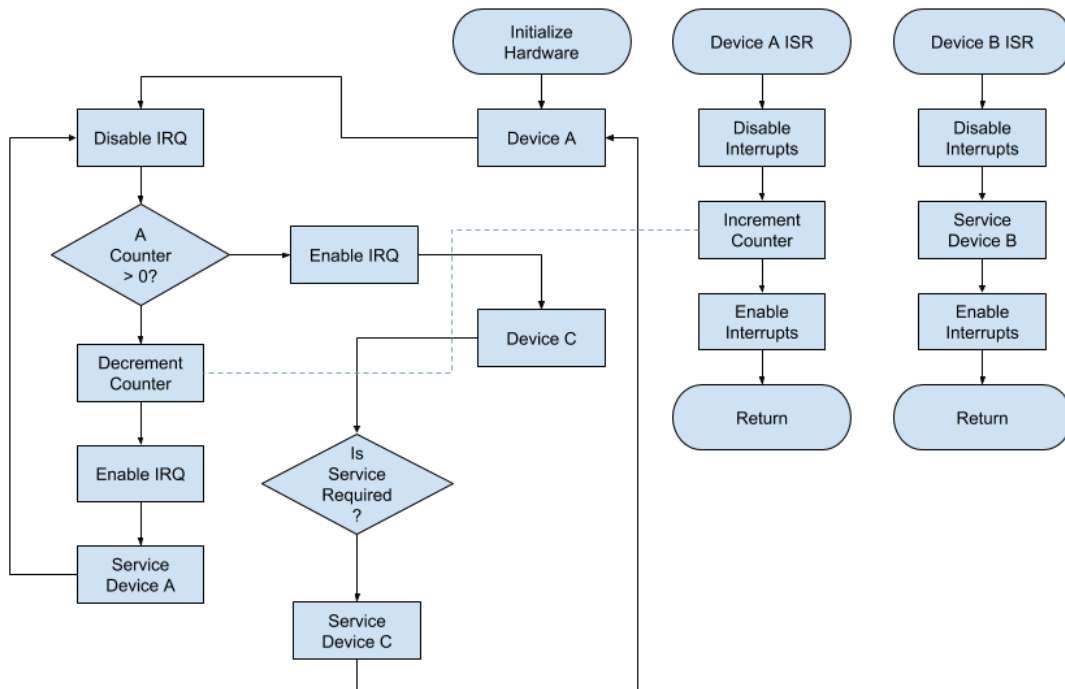 Initialize
Hardware
Device A ISR
Device B ISR
Disable IRQ
Device A
Disable
Interrupts
Disable
Interrupts
A
Counter
> 0?
Enable IRQ
Increment
Counter
Service
Device B
Device C
Enable
Interrupts
Enable
Interrupts
Decrement
Counter
Return
Return
Enable IRQ
Is
Service
Required
?
Service
Device A
Service
Device C